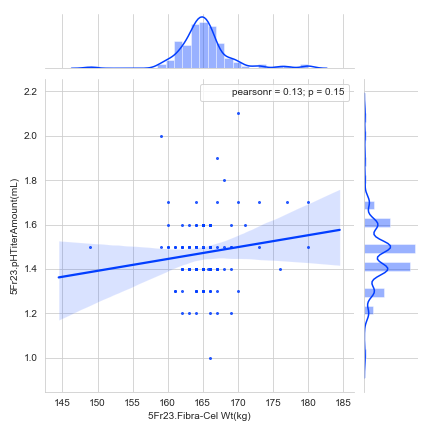 pearsonr = 0.13; p = 0.15
2.2
2.0
1.8
1.6
1.4
1.2
1.0
5Fr23.pHTiterAmount(mL)
145 150 155 160 165 170 175 180 185
5Fr23.Fibra-Cel Wt(kg)